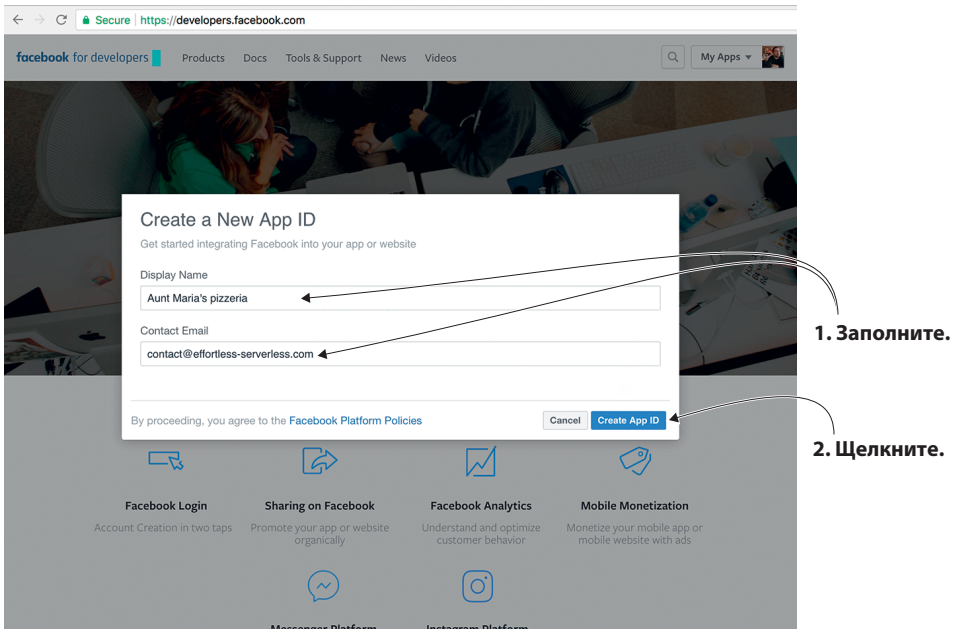 Secure https://developers.facebook.com
facebook for developers Products Docs Tools & Support News Videos My Apps
Create a New App ID
Get started integrating Facebook into your app or website
Display Name
Aunt Maria's pizzeria
Contact Email
contact@effortless-serverless.com
By proceeding, you agree to the Facebook Platform Policies Cancel Create App ID
1. Заполните.
2. Щелкните.
Facebook Login Sharing on Facebook Facebook Analytics Mobile Monetization
Account Creation in two taps Promote your app or website Understand and optimize Monetize your mobile app or
organically customer behavior mobile website with ads
Messenger Platform Instagram Platform